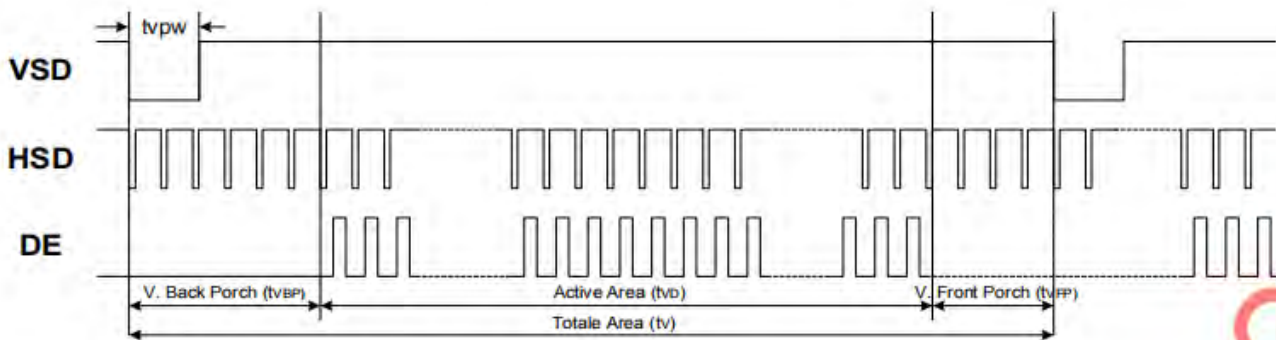 tvpw
VSD
HSD
DE
V. Back Porch (tVBP)
Active Area (tVD)
V. Front Porch (tVFP)
Totale Area (tv)